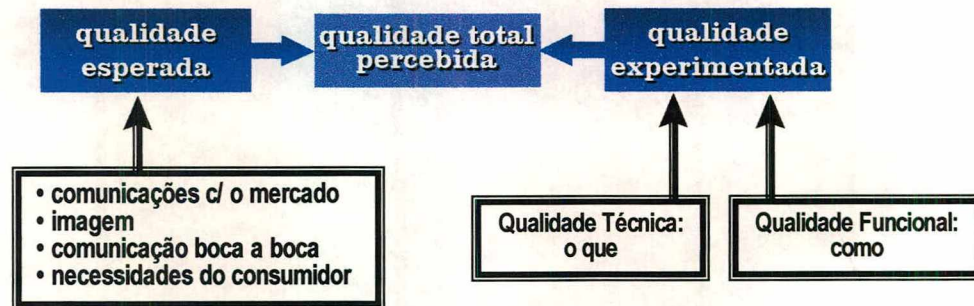 qualidade
esperada
qualidade total
percebida
qualidade
experimentada
• comunicações c/ o mercado
• imagem
• comunicação boca a boca
• necessidades do consumidor
Qualidade Técnica:
o que
Qualidade Funcional:
como